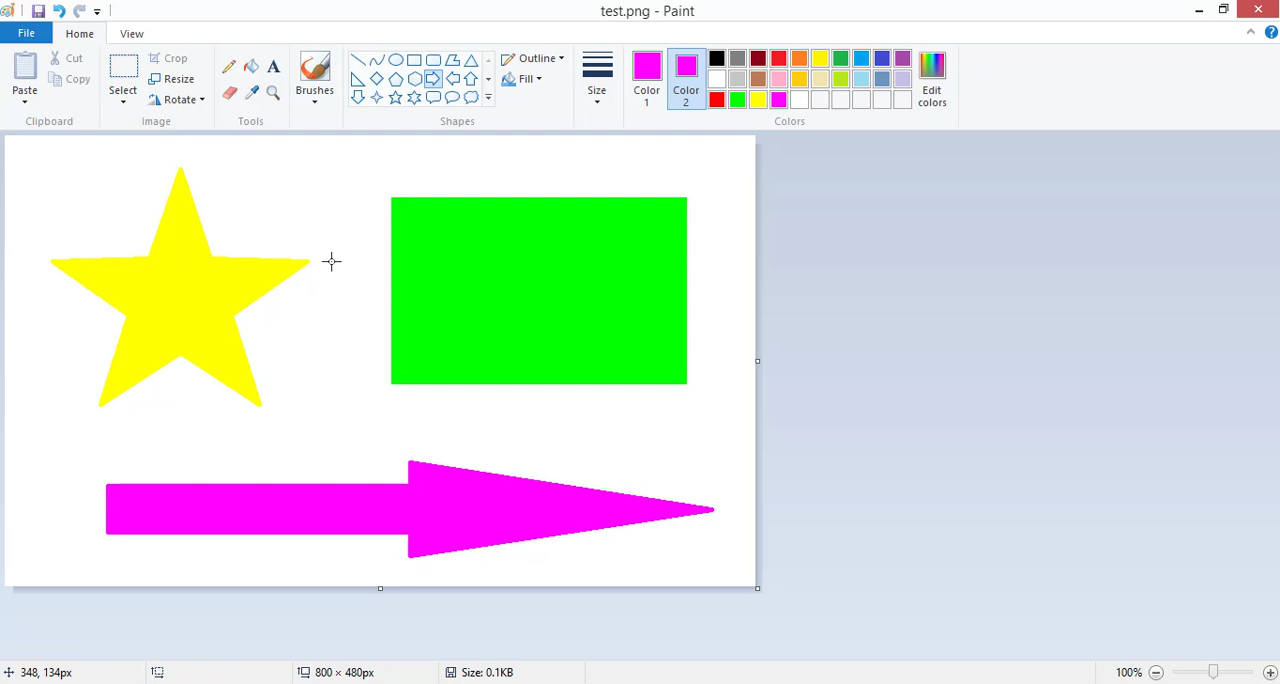 test.png - Paint
File Home View
Paste
Cut
Copy
Clipboard
Select
Crop
Resize
Rotate
Image
A
Tools
Brushes
Outline
Fill
Shapes
Size
Color 1
Color 2
Edit colors
Colors
348, 134px
800 × 480px
Size: 0.1KB
100%